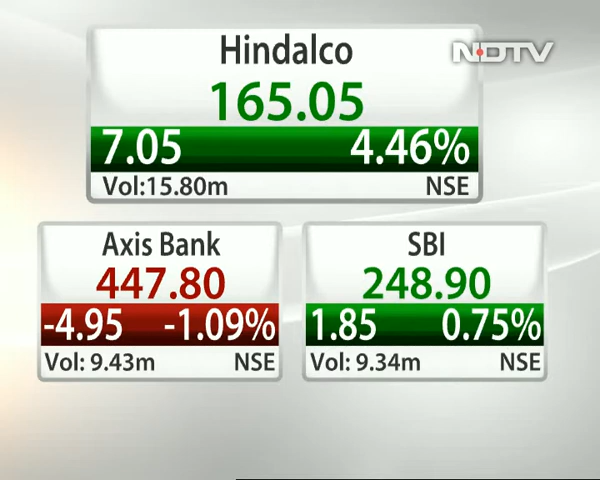 Hindalco
NDTV
165.05
7.05 4.46%
Vol:15.80m NSE
Axis Bank
447.80
-4.95 -1.09%
Vol: 9.43m NSE
SBI
248.90
1.85 0.75%
Vol: 9.34m NSE